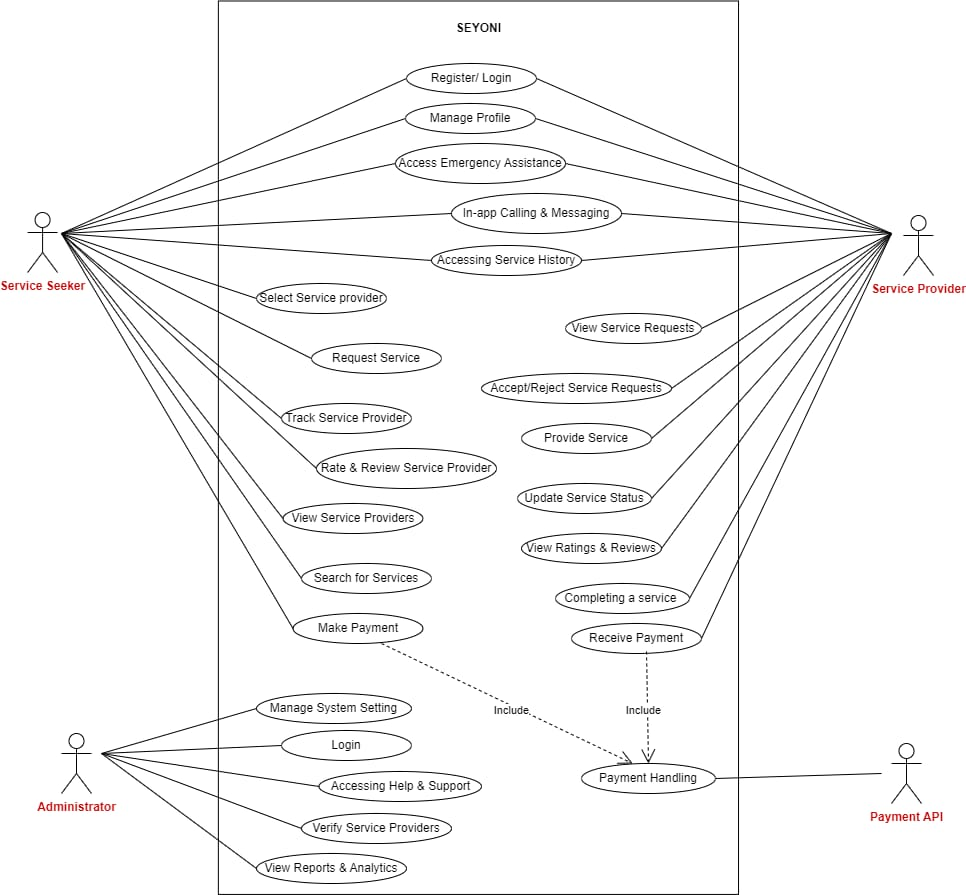 SEYONI
Register/ Login
Manage Profile
Access Emergency Assistance
In-app Calling & Messaging
Accessing Service History
Service Seeker
Service Provider
Select Service provider
View Service Requests
Request Service
Accept/Reject Service Requests
Track Service Provider
Provide Service
Rate & Review Service Provider
Update Service Status
View Service Providers
View Ratings & Reviews
Search for Services
Completing a service
Make Payment
Receive Payment
Manage System Setting
Include
Include
Login
Payment Handling
Accessing Help & Support
Administrator
Payment API
Verify Service Providers
View Reports & Analytics